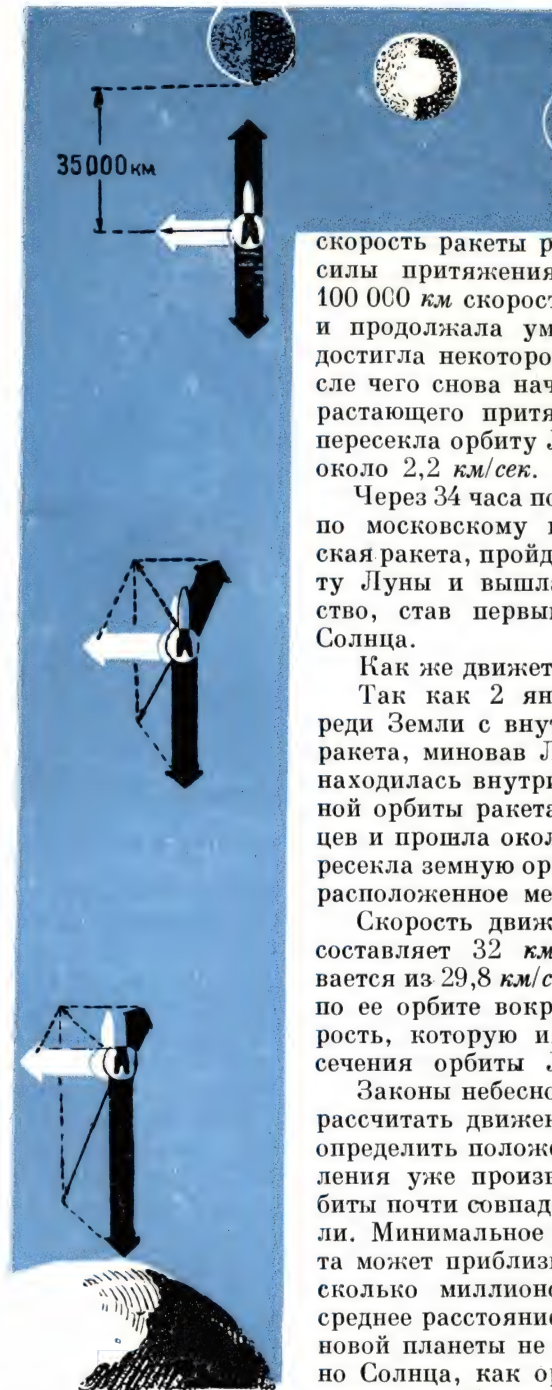 35000 км
скорость ракеты р
силы притяжения
100 000 км скорост
и продолжала ум
достигла некоторо
сле чего снова нач
растающего притя
пересекла орбиту Л
около 2,2 км/сек.
Через 34 часа по
по московскому в
ская ракета, пройд
ту Луны и вышла
ство, став первы
Солнца.
Как же движет
Так как 2 янв
реди Земли с внут
ракета, миновав Л
находилась внутри
ной орбиты ракета
цев и прошла окол
ресекла земную ор
расположенное ме
Скорость движ
составляет 32 км
вается из 29,8 км/с
по ее орбите вокр
рость, которую и
сечения орбиты Л
Законы небесно
рассчитать движен
определить положе
ления уже произв
биты почти совпад
ли. Минимальное
та может приблиз
сколько миллионо
среднее расстояние
новой планеты не
но Солнца, как ор